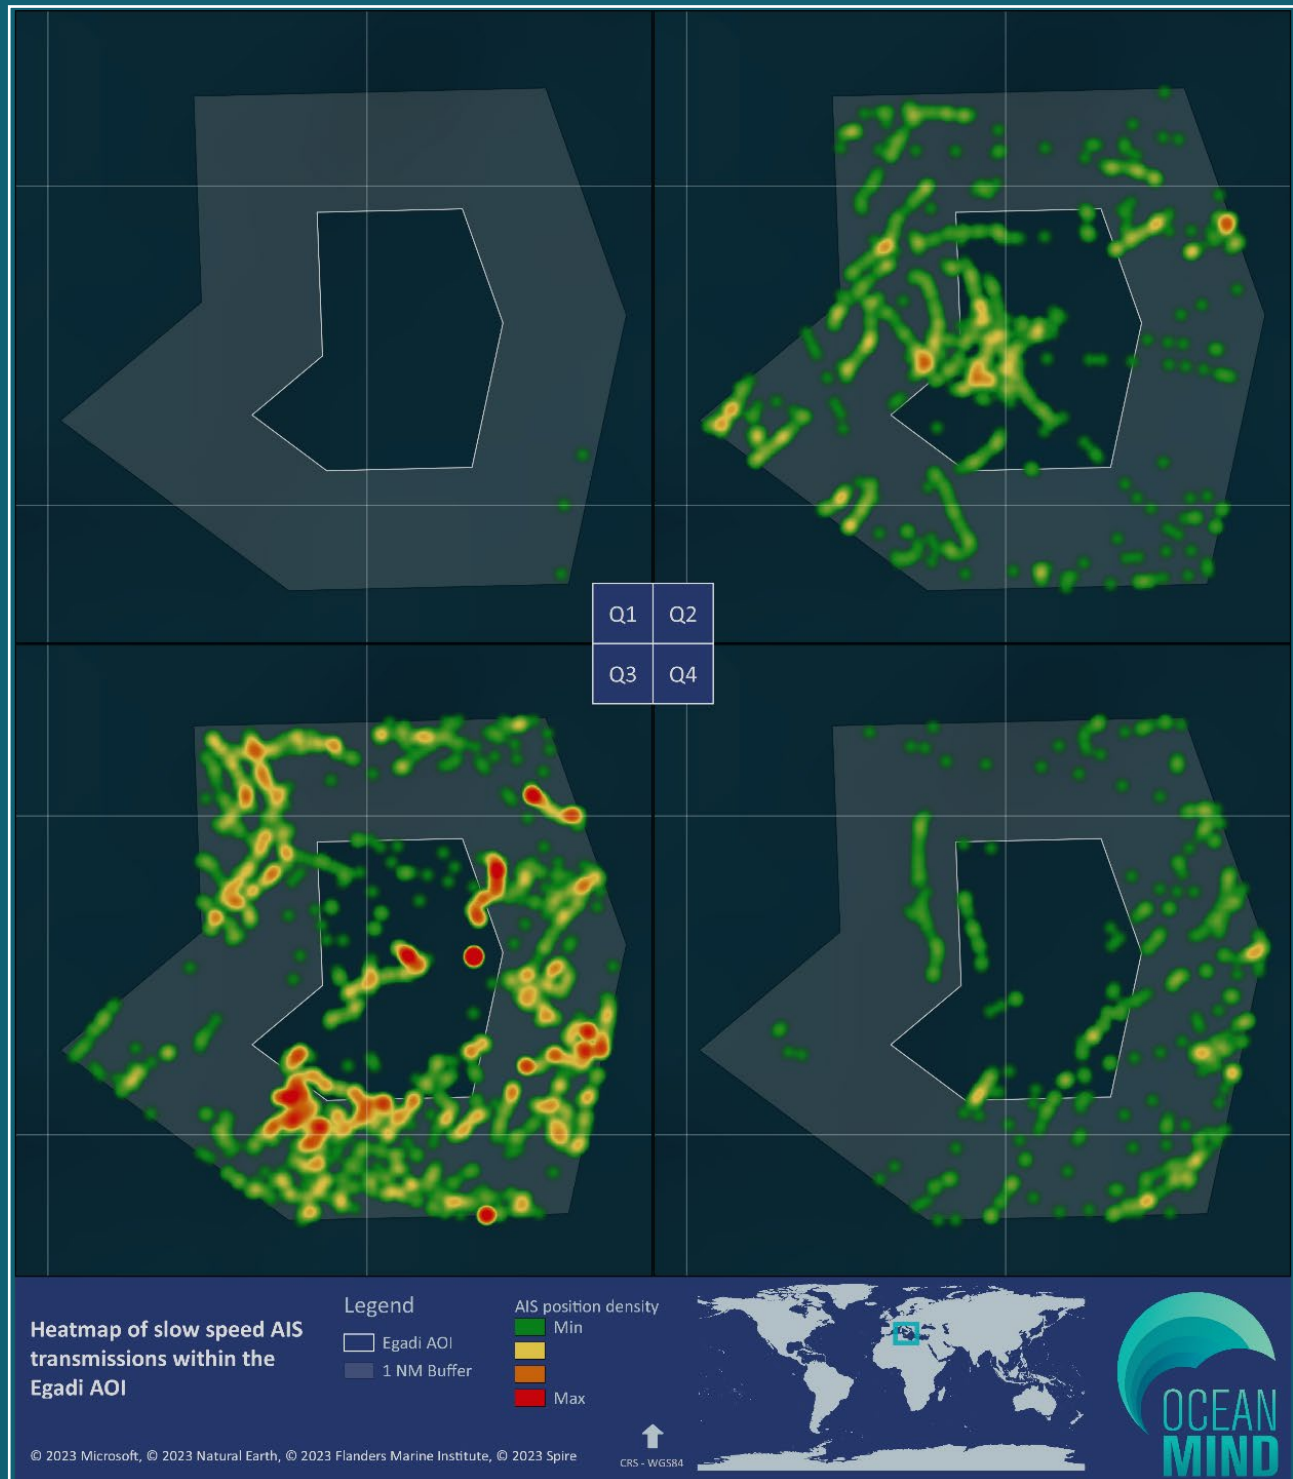 Q1 Q2
Q3 Q4
Heatmap of slow speed AIS
transmissions within the
Egadi AOI
Legend
Egadi AOI
1 NM Buffer
AIS position density
Min
Max
© 2023 Microsoft, © 2023 Natural Earth, © 2023 Flanders Marine Institute, © 2023 Spire
CRS - WGS84
OCEAN
MIND